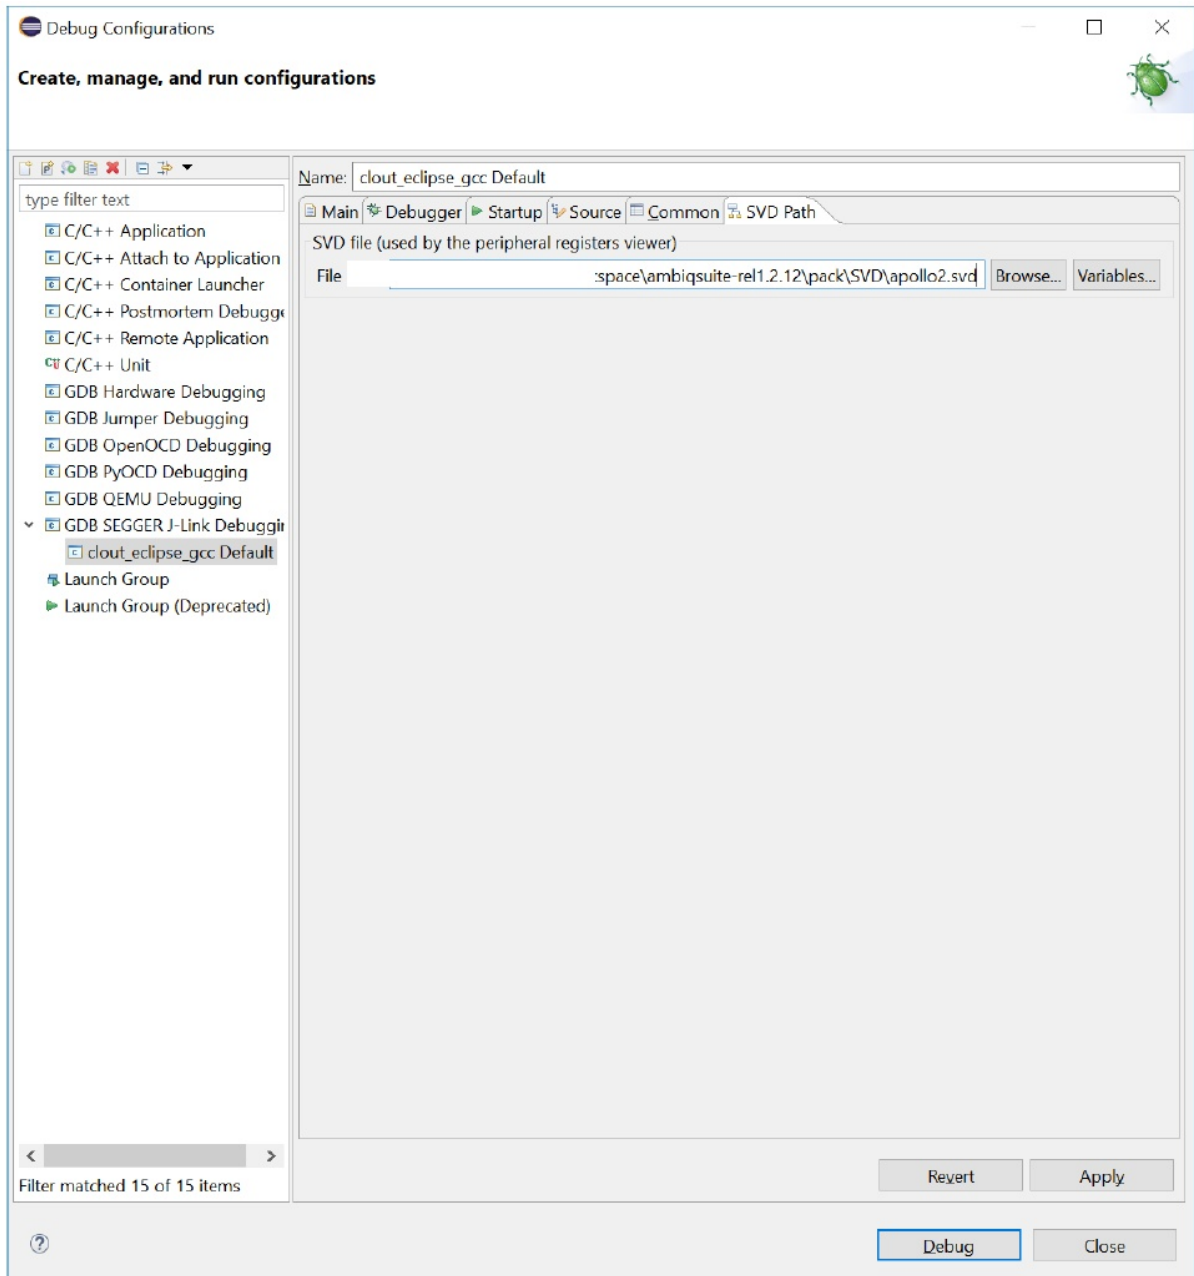 Debug Configurations
Create, manage, and run configurations
type filter text
C/C++ Application
C/C++ Attach to Application
C/C++ Container Launcher
C/C++ Postmortem Debugge
C/C++ Remote Application
C/C++ Unit
GDB Hardware Debugging
GDB Jumper Debugging
GDB OpenOCD Debugging
GDB PyOCD Debugging
GDB QEMU Debugging
GDB SEGGER J-Link Debuggin
clout_eclipse_gcc Default
Launch Group
Launch Group (Deprecated)
Filter matched 15 of 15 items
Name: clout_eclipse_gcc Default
Main Debugger Startup Source Common SVD Path
SVD file (used by the peripheral registers viewer)
File :space\ambiqsuite-rel1.2.12\pack\SVD\apollo2.svd Browse... Variables...
Revert Apply
Debug Close